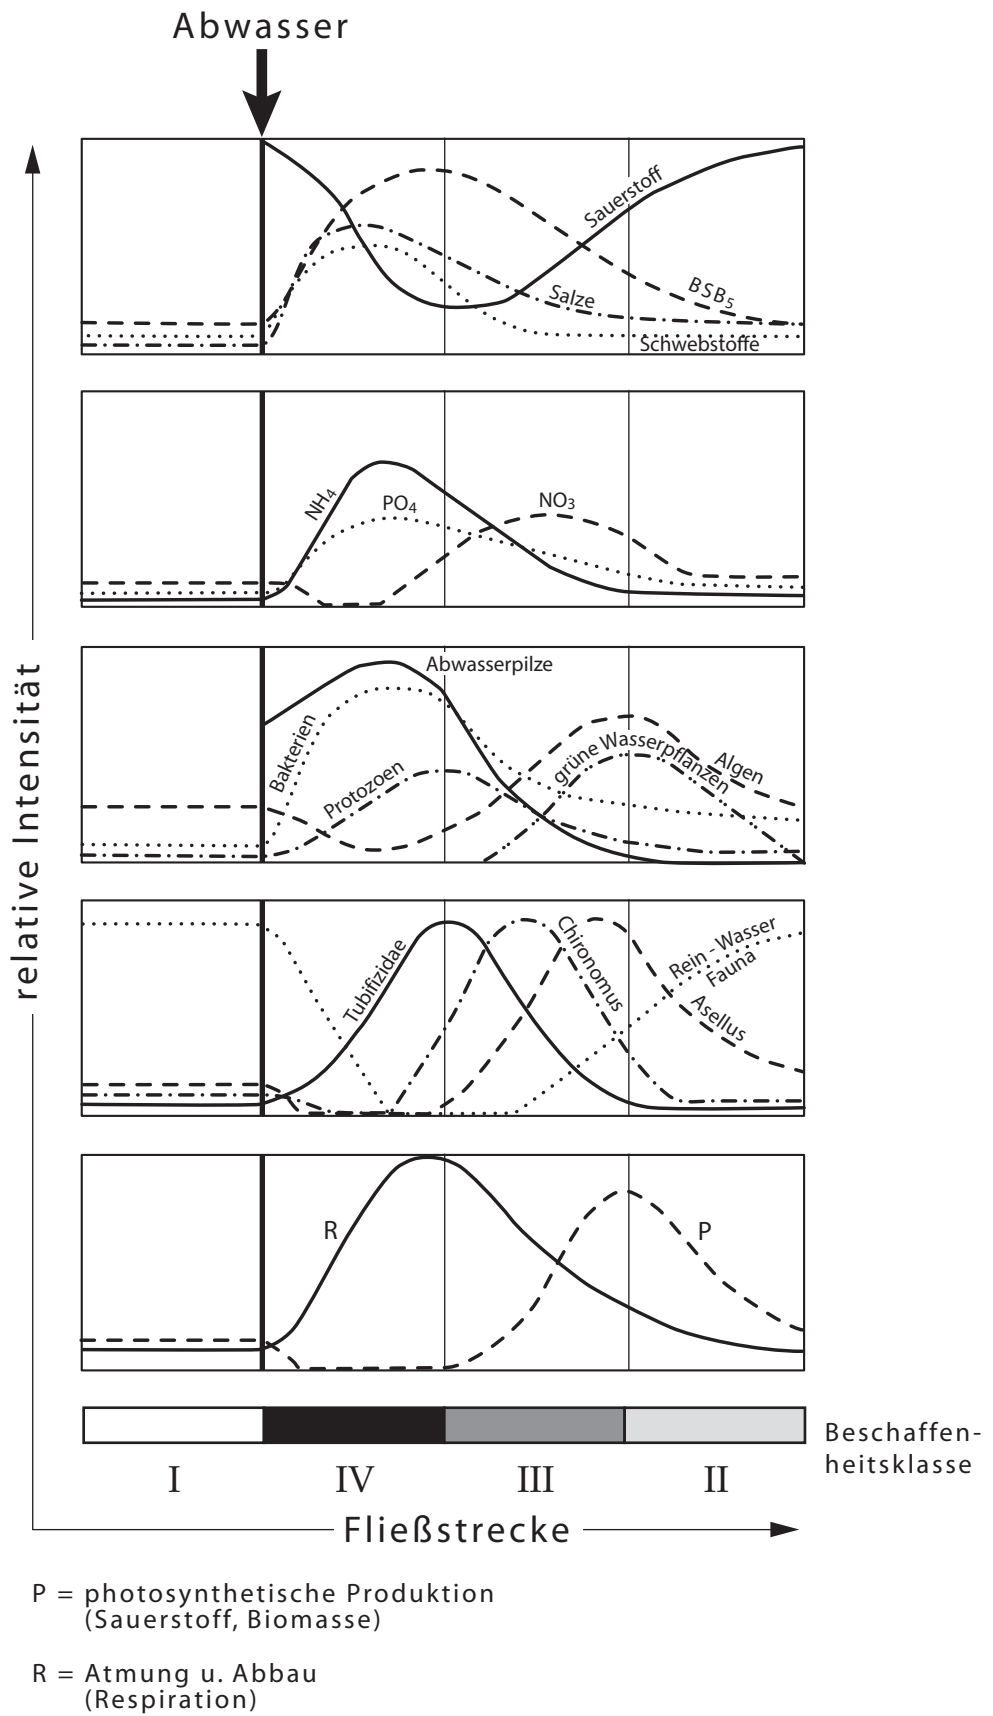 Abwasser
Sauerstoff
BSB5
Salze
Schwebstoffe
NH4
PO4
NO3
Abwasserpilze
Bakterien
Protozoen
grüne Wasserpflanzen
Algen
Tubifizidae
Chironomus
Rein-Wasser
Fauna
Asellus
R
P
relative Intensität
I
IV
III
II
Beschaffen-
heitsklasse
Fließstrecke
P = photosynthetische Produktion
(Sauerstoff, Biomasse)
R = Atmung u. Abbau
(Respiration)